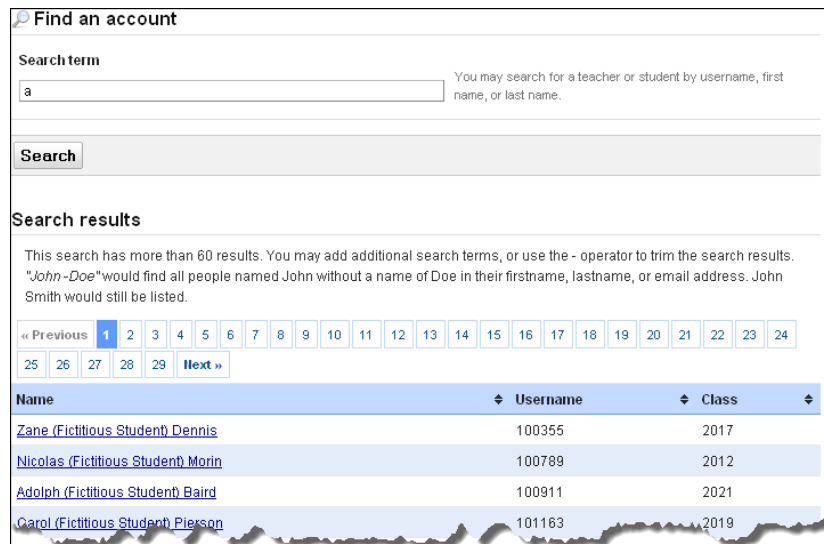 Find an account
Search term
a
You may search for a teacher or student by username, first
name, or last name.
Search
Search results
This search has more than 60 results. You may add additional search terms, or use the - operator to trim the search results.
"John -Doe" would find all people named John without a name of Doe in their firstname, lastname, or email address. John
Smith would still be listed.
« Previous 1 2 3 4 5 6 7 8 9 10 11 12 13 14 15 16 17 18 19 20 21 22 23 24
25 26 27 28 29 Next »
Name Username Class
Zane (Fictitious Student) Dennis 100355 2017
Nicolas (Fictitious Student) Morin 100789 2012
Adolph (Fictitious Student) Baird 100911 2021
Carol (Fictitious Student) Pierson 101163 2019